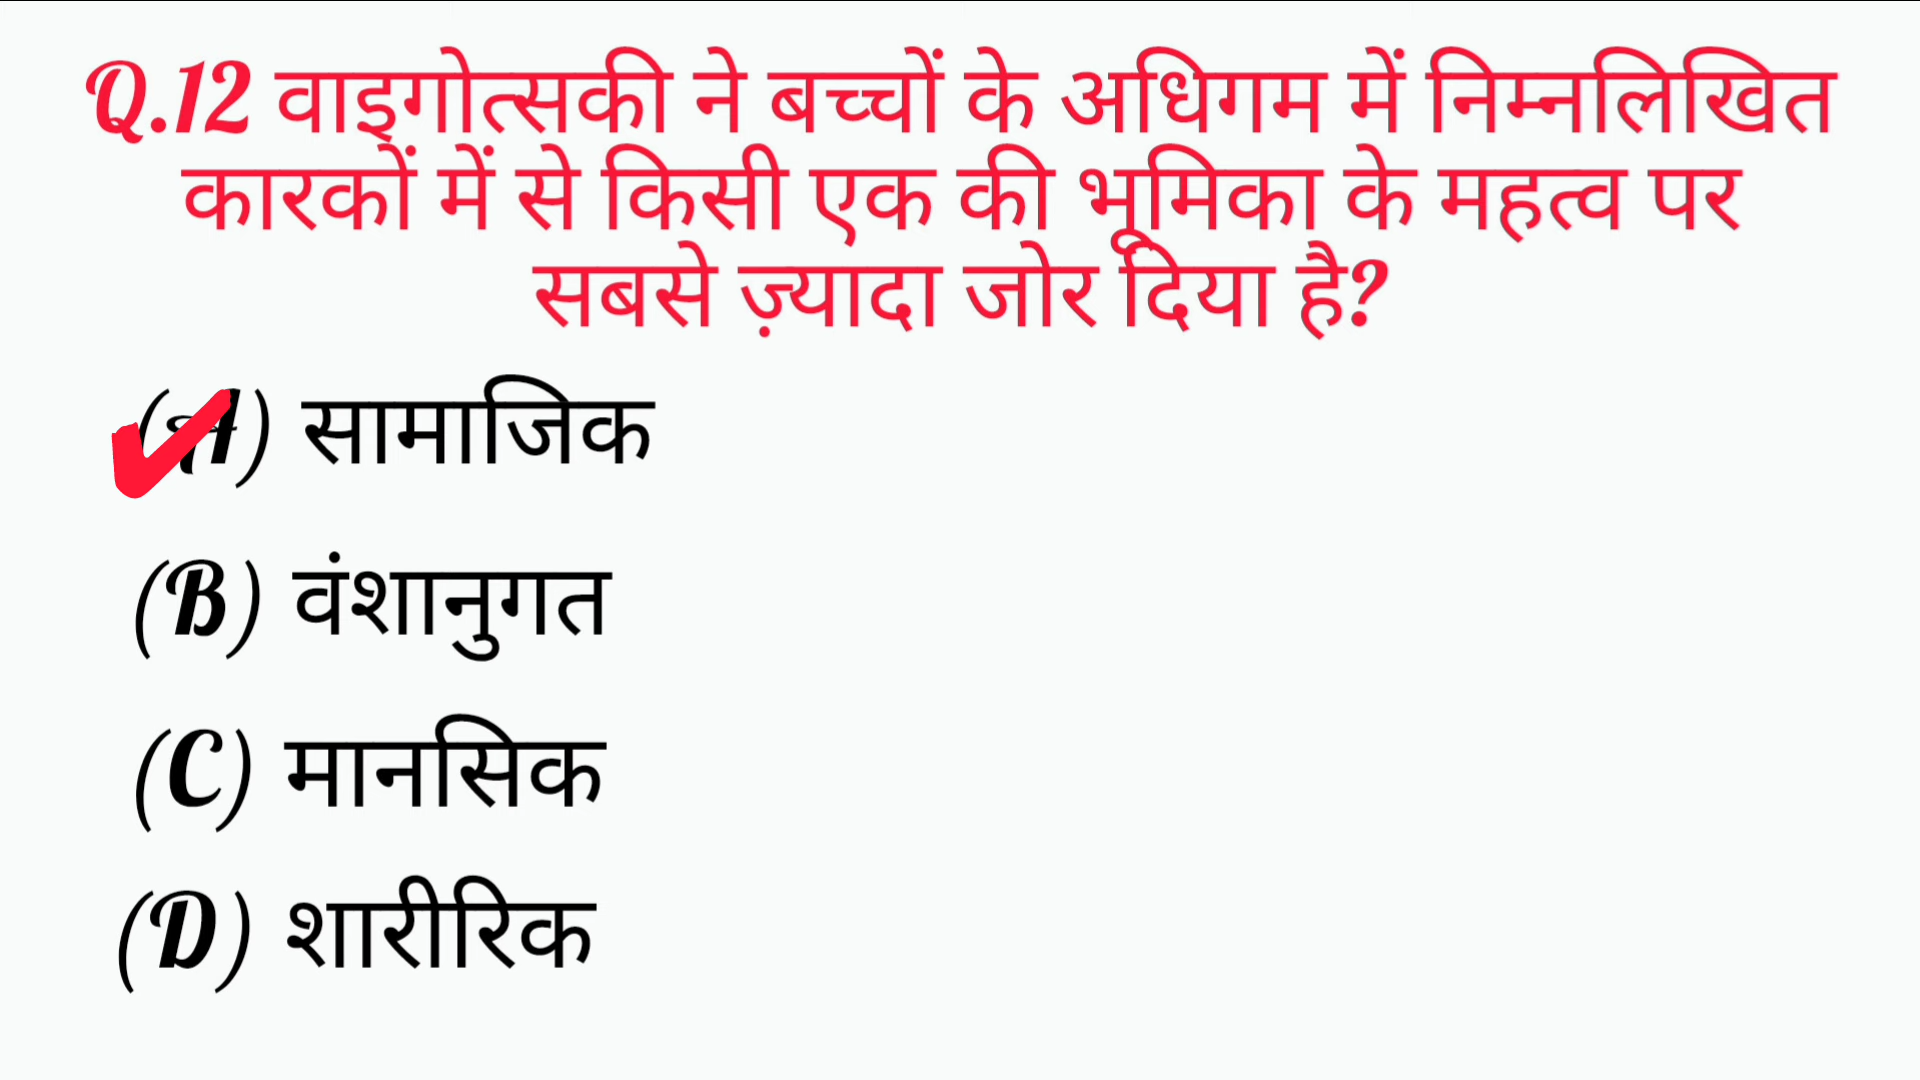 Q.12 वाइगोत्सकी ने बच्चों के अधिगम में निम्नलिखित
कारकों में से किसी एक की भूमिका के महत्व पर
सबसे ज़्यादा जोर दिया है?
(A) सामाजिक
(B) वंशानुगत
(C) मानसिक
(D) शारीरिक